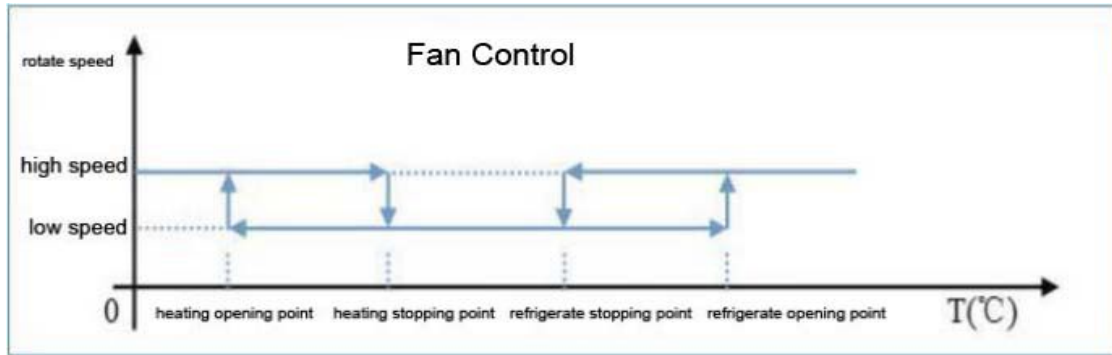 Fan Control
rotate speed
high speed
low speed
0
heating opening point
heating stopping point
refrigerate stopping point
refrigerate opening point
T(℃)